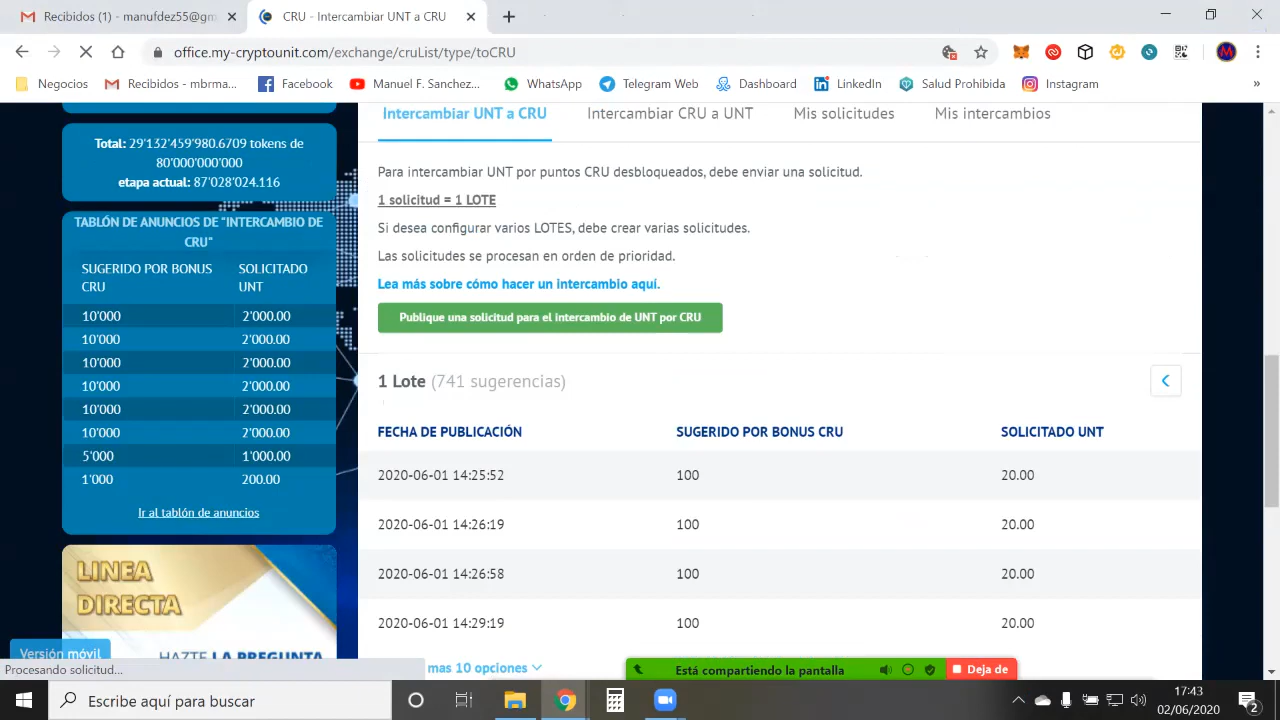 Recibidos (1) - manufdez55@gm
CRU - Intercambiar UNT a CRU
office.my-cryptounit.com/exchange/cruList/type/toCRU
Negocios
Recibidos - mbrma...
Facebook
Manuel F. Sanchez...
WhatsApp
Telegram Web
Dashboard
LinkedIn
Salud Prohibida
Instagram
»
Total: 29'132'459'980.6709 tokens de
80'000'000'000
etapa actual: 87'028'024.116
TABLÓN DE ANUNCIOS DE "INTERCAMBIO DE
CRU"
SUGERIDO POR BONUS
CRU
SOLICITADO
UNT
10'000 2'000.00
10'000 2'000.00
10'000 2'000.00
10'000 2'000.00
10'000 2'000.00
10'000 2'000.00
5'000 1'000.00
1'000 200.00
Ir al tablón de anuncios
LINEA
DIRECTA
HAZTE LA PREGUNTA
Versión móvil
Procesando solicitud...
Intercambiar UNT a CRU
Intercambiar CRU a UNT
Mis solicitudes
Mis intercambios
Para intercambiar UNT por puntos CRU desbloqueados, debe enviar una solicitud.
1 solicitud = 1 LOTE
Si desea configurar varios LOTES, debe crear varias solicitudes.
Las solicitudes se procesan en orden de prioridad.
Lea más sobre cómo hacer un intercambio aquí.
Publique una solicitud para el intercambio de UNT por CRU
1 Lote (741 sugerencias)
FECHA DE PUBLICACIÓN SUGERIDO POR BONUS CRU SOLICITADO UNT
2020-06-01 14:25:52 100 20.00
2020-06-01 14:26:19 100 20.00
2020-06-01 14:26:58 100 20.00
2020-06-01 14:29:19 100 20.00
mas 10 opciones
Está compartiendo la pantalla
Deja de
Escribe aquí para buscar
17:43
02/06/2020
2